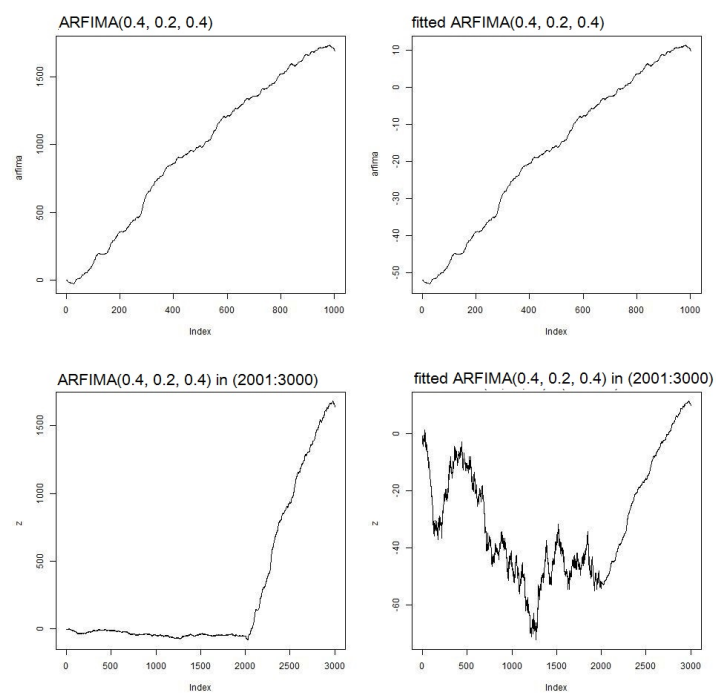 ARFIMA(0.4, 0.2, 0.4)
arfima
1500
1000
500
0
0 200 400 600 800 1000
Index
fitted ARFIMA(0.4, 0.2, 0.4)
arfima
10
0
-10
-20
-30
-40
-50
0 200 400 600 800 1000
Index
ARFIMA(0.4, 0.2, 0.4) in (2001:3000)
z
1500
1000
500
0
0 500 1000 1500 2000 2500 3000
Index
fitted ARFIMA(0.4, 0.2, 0.4) in (2001:3000)
z
0
-20
-40
-60
0 500 1000 1500 2000 2500 3000
Index